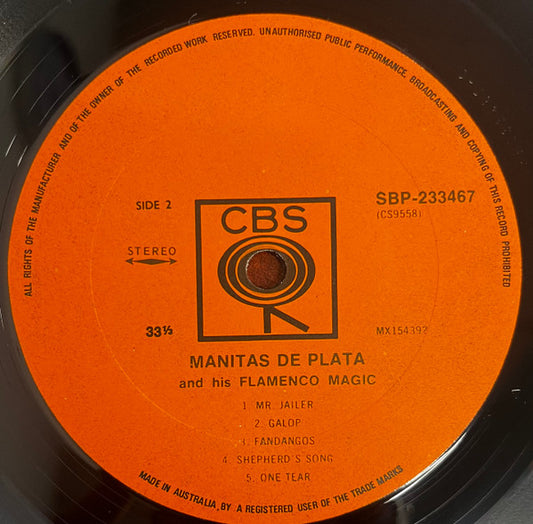 ALL RIGHTS OF THE MANUFACTURER AND OF THE OWNER OF THE RECORDED WORK RESERVED. UNAUTHORISED PUBLIC PERFORMANCE, BROADCASTING AND COPYING OF THIS RECORD PROHIBITED
SIDE 2
CBS
SBP-233467
(CS9558)
STEREO
33⅓
MX154392
MANITAS DE PLATA
and his FLAMENCO MAGIC
1. MR. JAILER
2. GALOP
3. FANDANGOS
4. SHEPHERD'S SONG
5. ONE TEAR
MADE IN AUSTRALIA, BY A REGISTERED USER OF THE TRADE MARKS